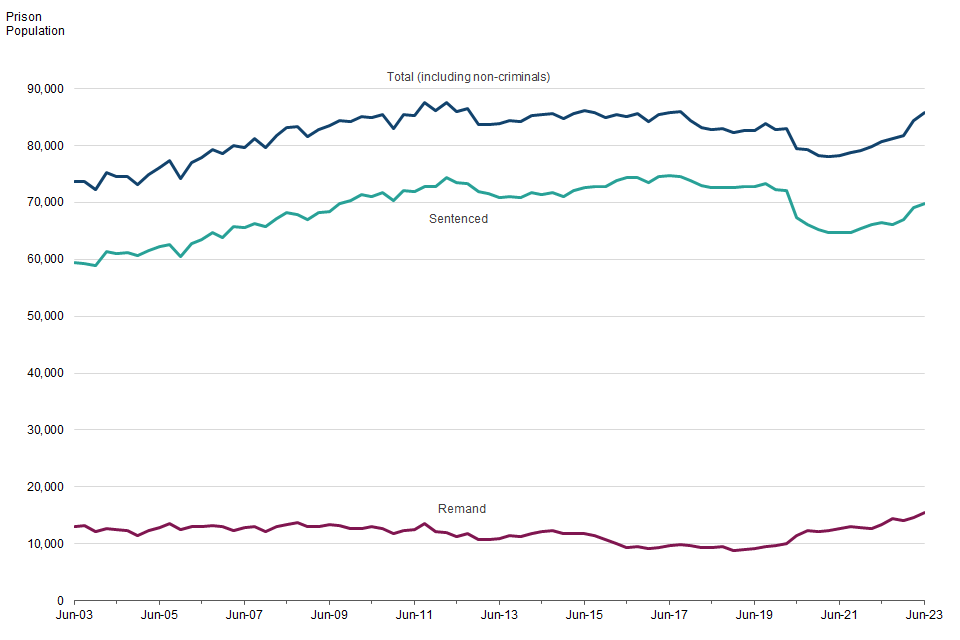 Prison
Population
Total (including non-criminals)
90,000
80,000
70,000
Sentenced
60,000
50,000
40,000
30,000
20,000
Remand
10,000
0
Jun-03 Jun-05 Jun-07 Jun-09 Jun-11 Jun-13 Jun-15 Jun-17 Jun-19 Jun-21 Jun-23